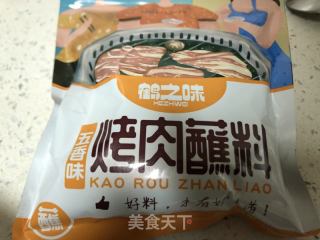 鹤之味
HEZHIWEI
五香味
烤肉蘸料
KAO ROU ZHAN LIAO
好料,
蘸
美食天下